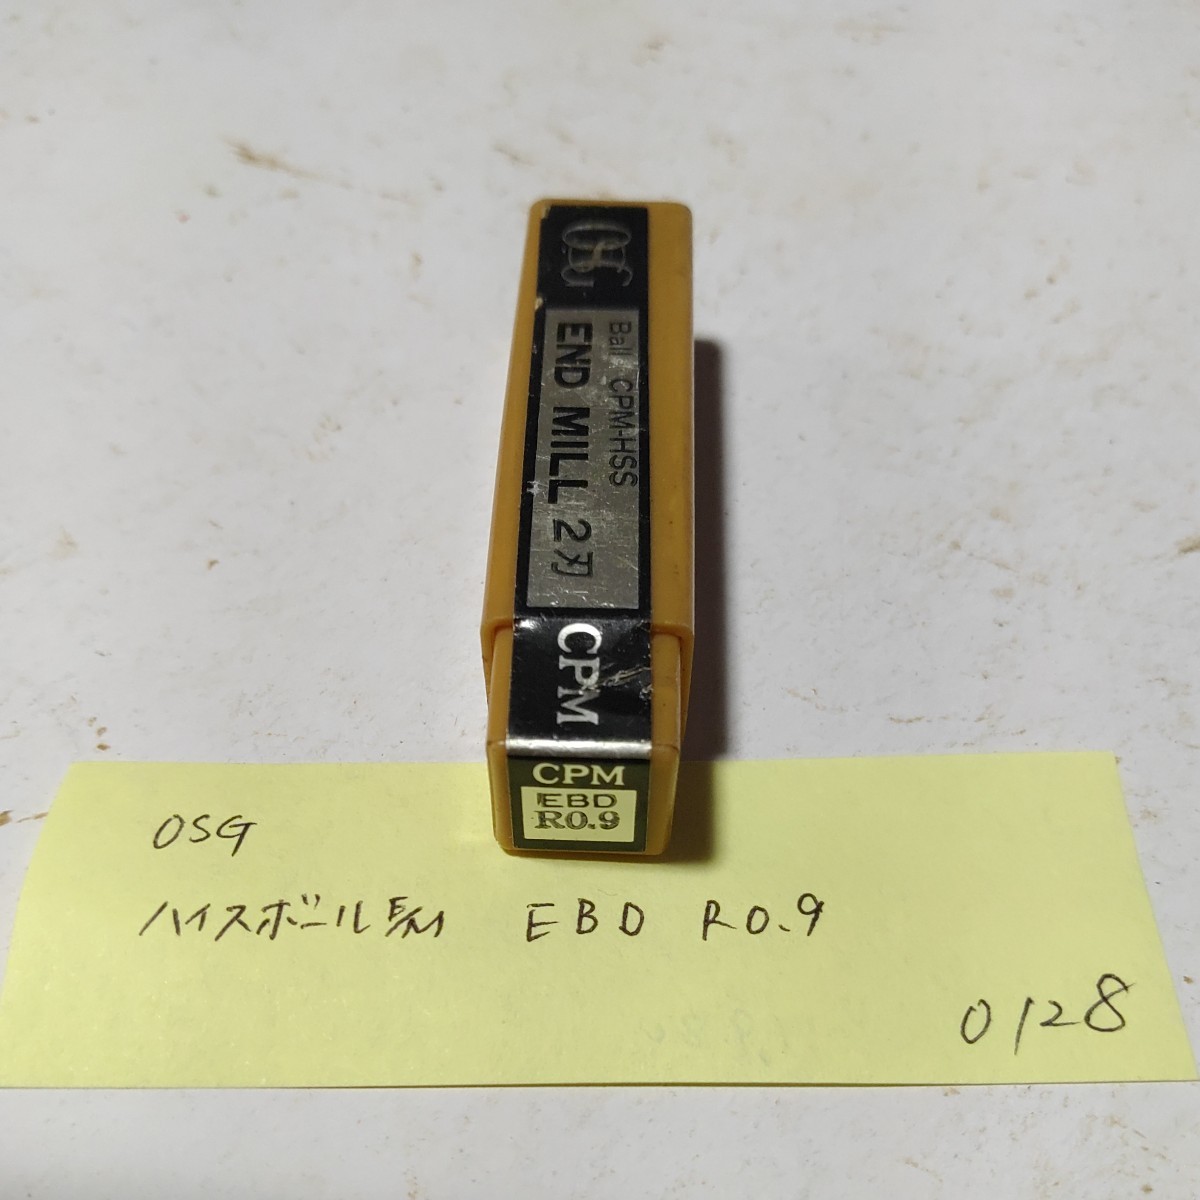 OSG
Ball CPM-HSS
END MILL 2刃
CPM
CPM
EBD
R0.9
OSG
ハイスボールE/M EBD R0.9
0128